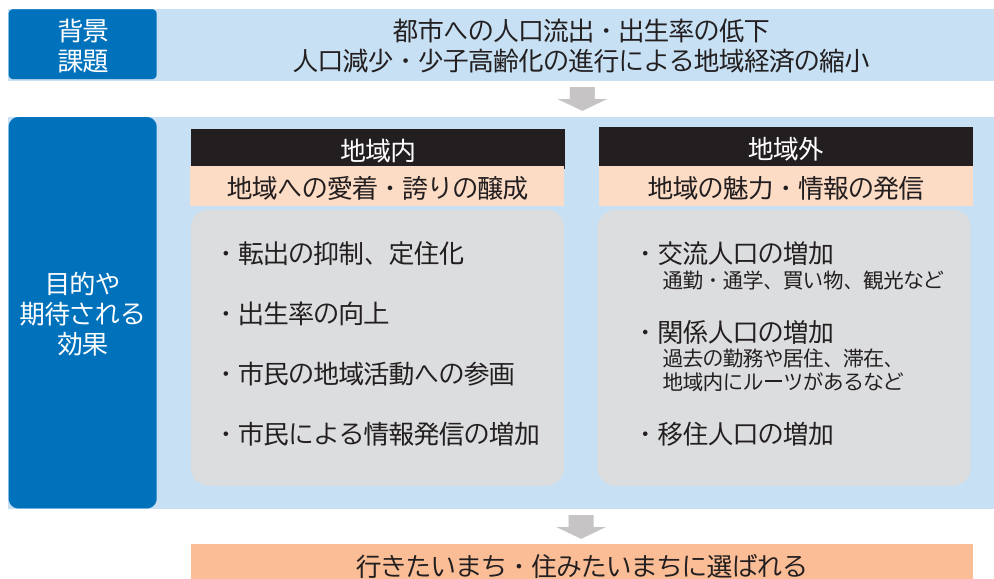 背景
課題
都市への人口流出・出生率の低下
人口減少・少子高齢化の進行による地域経済の縮小
目的や
期待される
効果
地域内
地域への愛着・誇りの醸成
・転出の抑制、定住化
・出生率の向上
・市民の地域活動への参画
・市民による情報発信の増加
地域外
地域の魅力・情報の発信
・交流人口の増加
通勤・通学、買い物、観光など
・関係人口の増加
過去の勤務や居住、滞在、
地域内にルーツがあるなど
・移住人口の増加
行きたいまち・住みたいまちに選ばれる